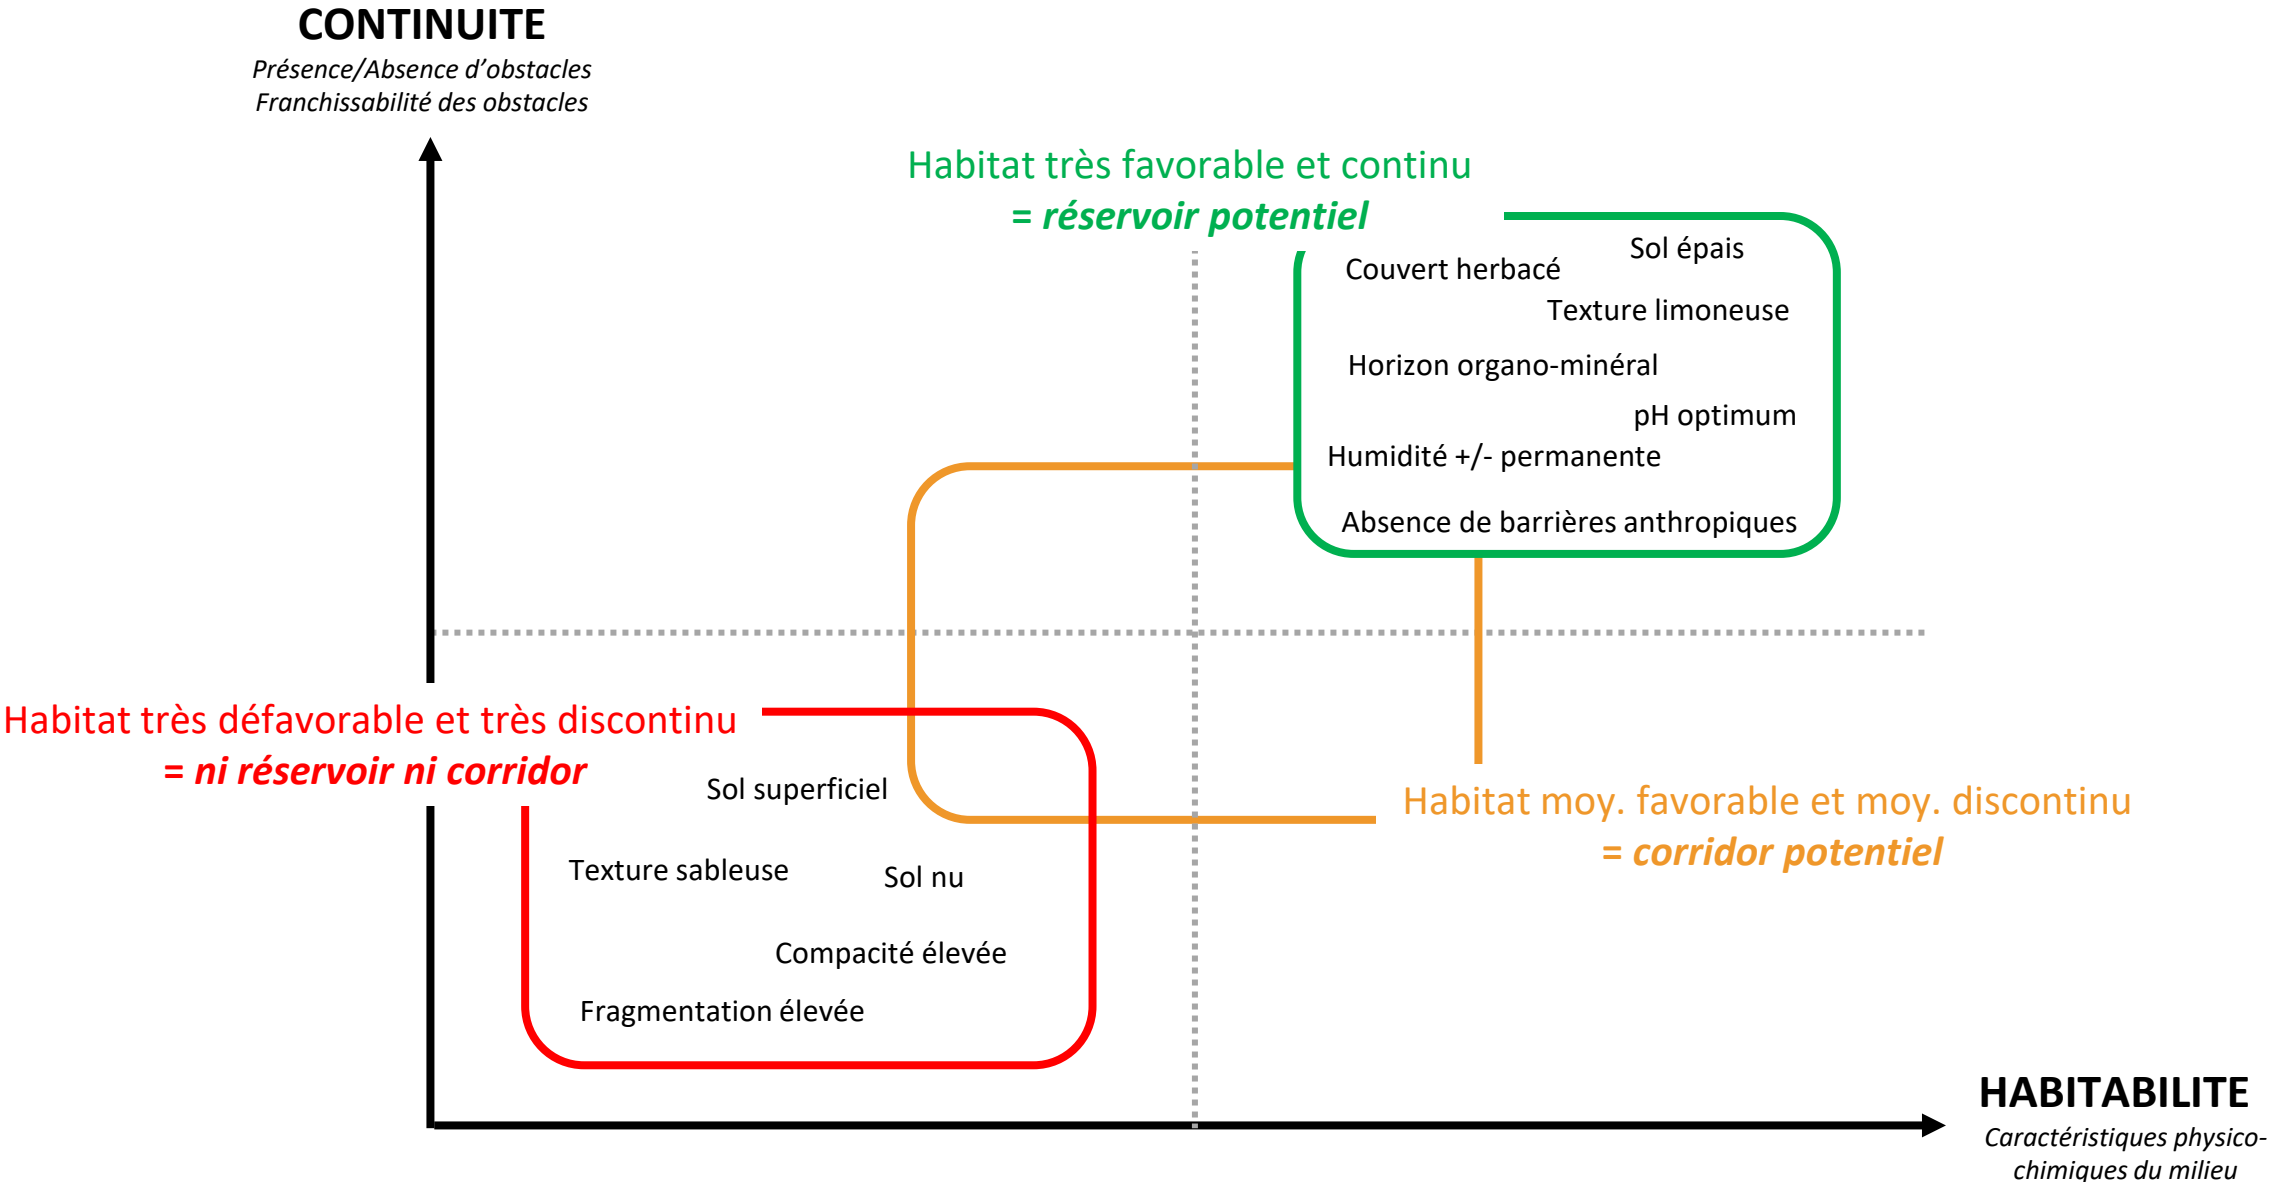 CONTINUITE
Présence/Absence d’obstacles
Franchissabilité des obstacles
Habitat très favorable et continu
= réservoir potentiel
Sol épais
Couvert herbacé
Texture limoneuse
Horizon organo-minéral
pH optimum
Humidité +/- permanente
Absence de barrières anthropiques
Habitat très défavorable et très discontinu
= ni réservoir ni corridor
Sol superficiel
Texture sableuse
Sol nu
Compacité élevée
Fragmentation élevée
Habitat moy. favorable et moy. discontinu
= corridor potentiel
HABITABILITE
Caractéristiques physico-
chimiques du milieu